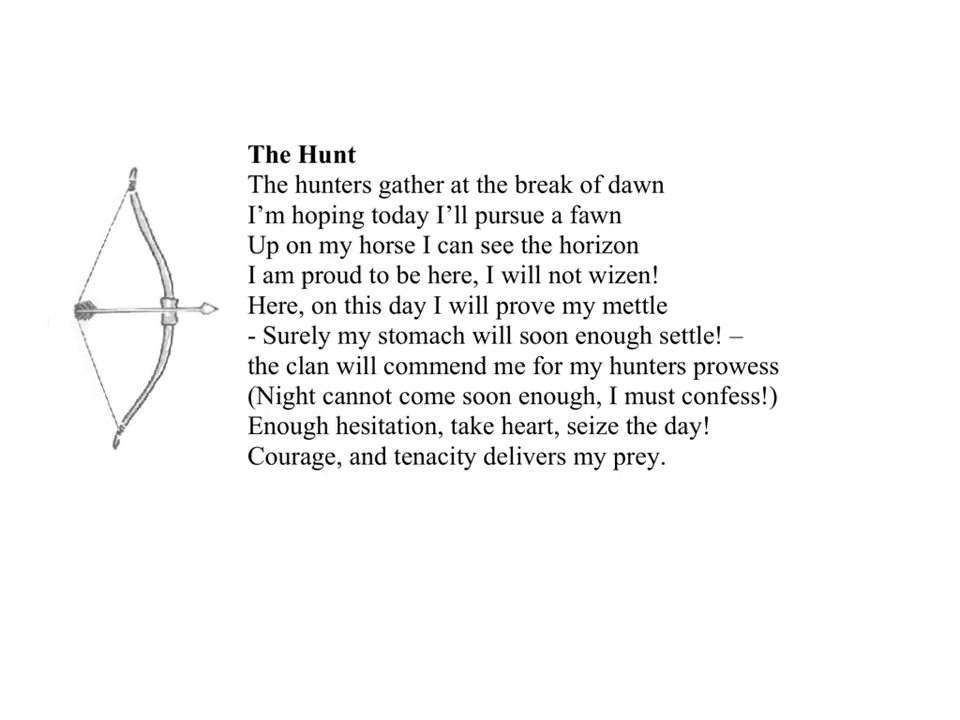 The Hunt
The hunters gather at the break of dawn
I’m hoping today I’ll pursue a fawn
Up on my horse I can see the horizon
I am proud to be here, I will not wizen!
Here, on this day I will prove my mettle
- Surely my stomach will soon enough settle! –
the clan will commend me for my hunters prowess
(Night cannot come soon enough, I must confess!)
Enough hesitation, take heart, seize the day!
Courage, and tenacity delivers my prey.